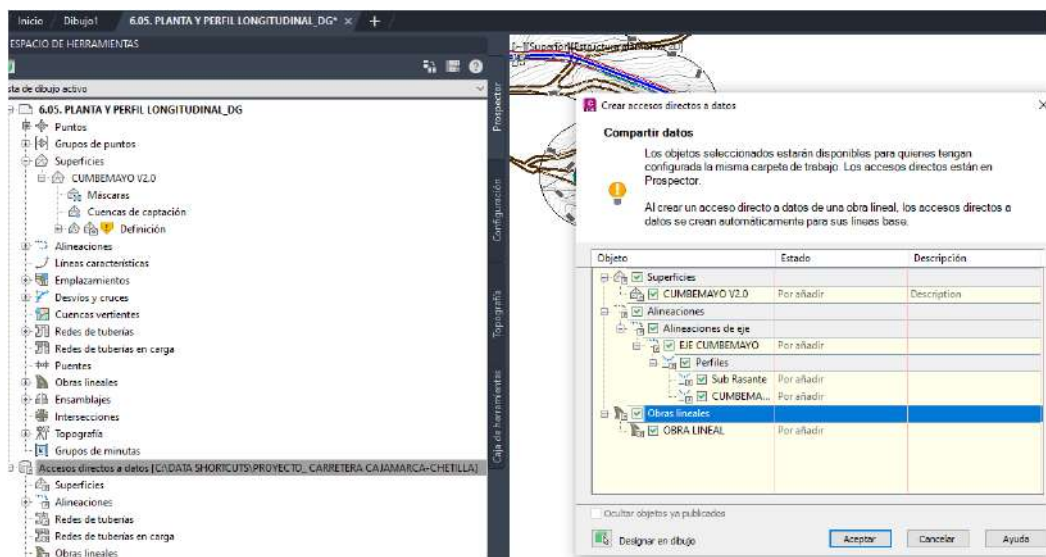 Inicio
Dibujo1
6.05. PLANTA Y PERFIL LONGITUDINAL_DG*
ESPACIO DE HERRAMIENTAS
sta de dibujo activo
6.05. PLANTA Y PERFIL LONGITUDINAL_DG
Puntos
Grupos de puntos
Superficies
CUMBEMAYO V2.0
Máscaras
Cuencas de captación
Definición
Alineaciones
Líneas características
Emplazamientos
Desvíos y cruces
Cuencas vertientes
Redes de tuberías
Redes de tuberías en carga
Puentes
Obras lineales
Ensamblajes
Intersecciones
Topografía
Grupos de minutas
Accesos directos a datos [C:\DATA SHORTCUTS\PROYECTO_ CARRETERA CAJAMARCA-CHETILLA]
Superficies
Alineaciones
Redes de tuberías
Redes de tuberías en carga
Obras lineales
Prospector
Configuración
Topografía
Caja de herramientas
Crear accesos directos a datos
Compartir datos
Los objetos seleccionados estarán disponibles para quienes tengan
configurada la misma carpeta de trabajo. Los accesos directos están en
Prospector.
Al crear un acceso directo a datos de una obra lineal, los accesos directos a
datos se crean automáticamente para sus líneas base.
Objeto Estado Descripción
Superficies
CUMBEMAYO V2.0 Por añadir Description
Alineaciones
Alineaciones de eje
EJE CUMBEMAYO Por añadir
Perfiles
Sub Rasante Por añadir
CUMBEMA... Por añadir
Obras lineales
OBRA LINEAL Por añadir
Ocultar objetos ya publicados
Designar en dibujo
Aceptar
Cancelar
Ayuda